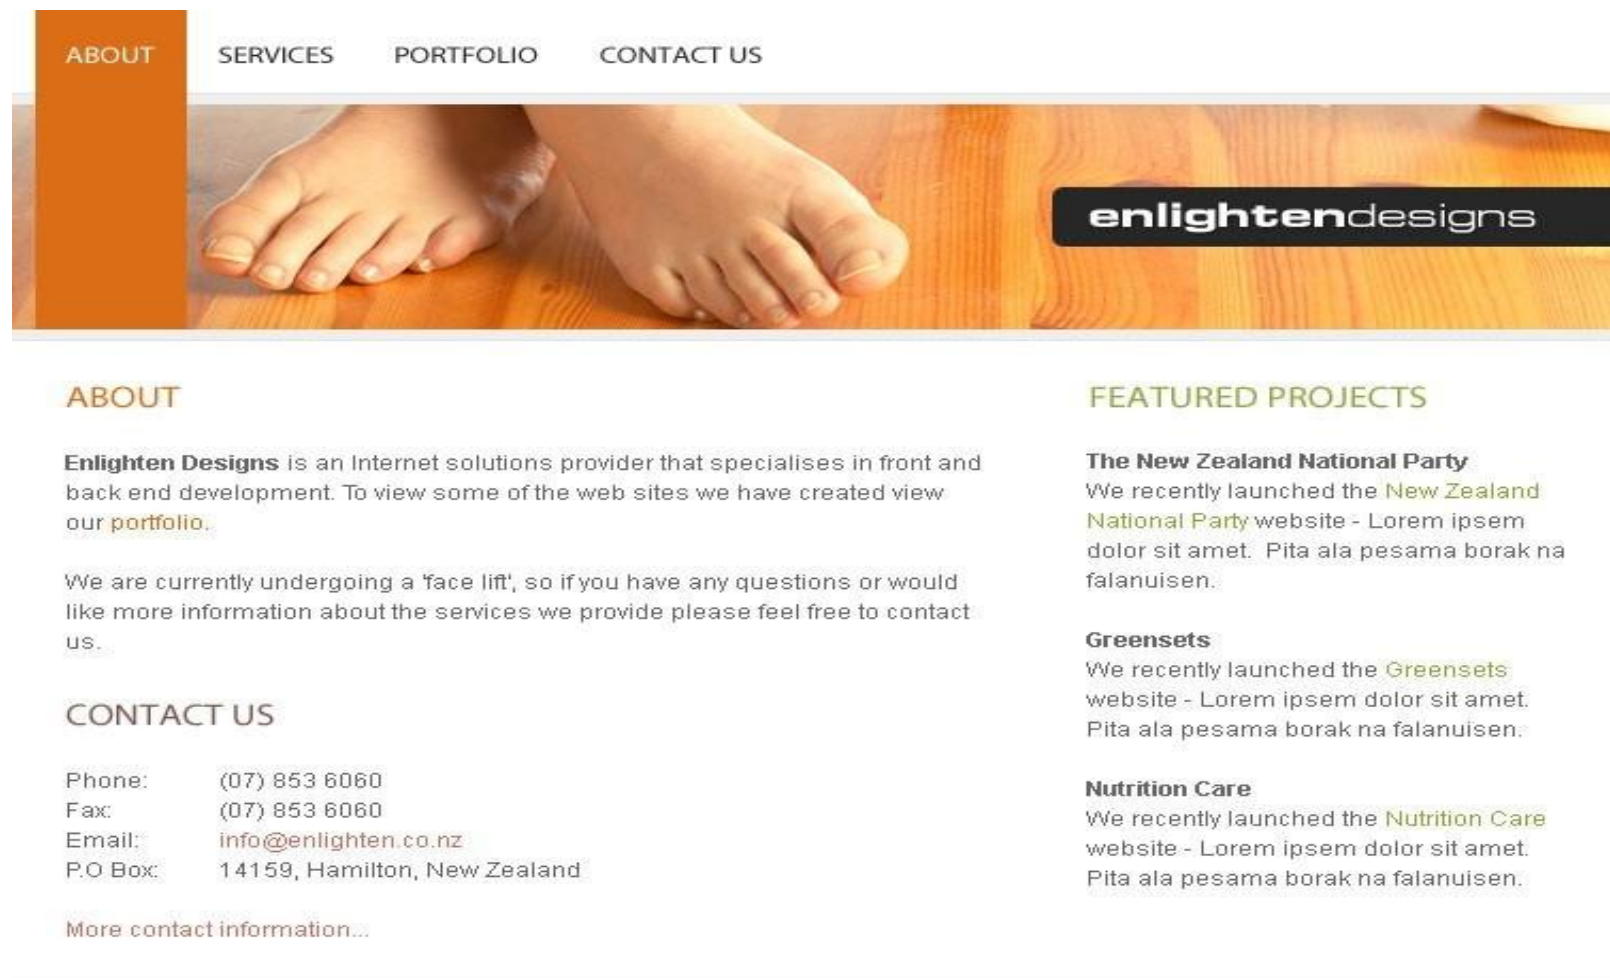 ABOUT SERVICES PORTFOLIO CONTACT US
enlightendesigns
ABOUT
Enlighten Designs is an Internet solutions provider that specialises in front and
back end development. To view some of the web sites we have created view
our portfolio.
We are currently undergoing a 'face lift', so if you have any questions or would
like more information about the services we provide please feel free to contact
us.
CONTACT US
Phone: (07) 853 6060
Fax: (07) 853 6060
Email: info@enlighten.co.nz
P.O Box: 14159, Hamilton, New Zealand
More contact information...
FEATURED PROJECTS
The New Zealand National Party
We recently launched the New Zealand
National Party website - Lorem ipsem
dolor sit amet. Pita ala pesama borak na
falanuisen.
Greensets
We recently launched the Greensets
website - Lorem ipsem dolor sit amet.
Pita ala pesama borak na falanuisen.
Nutrition Care
We recently launched the Nutrition Care
website - Lorem ipsem dolor sit amet.
Pita ala pesama borak na falanuisen.